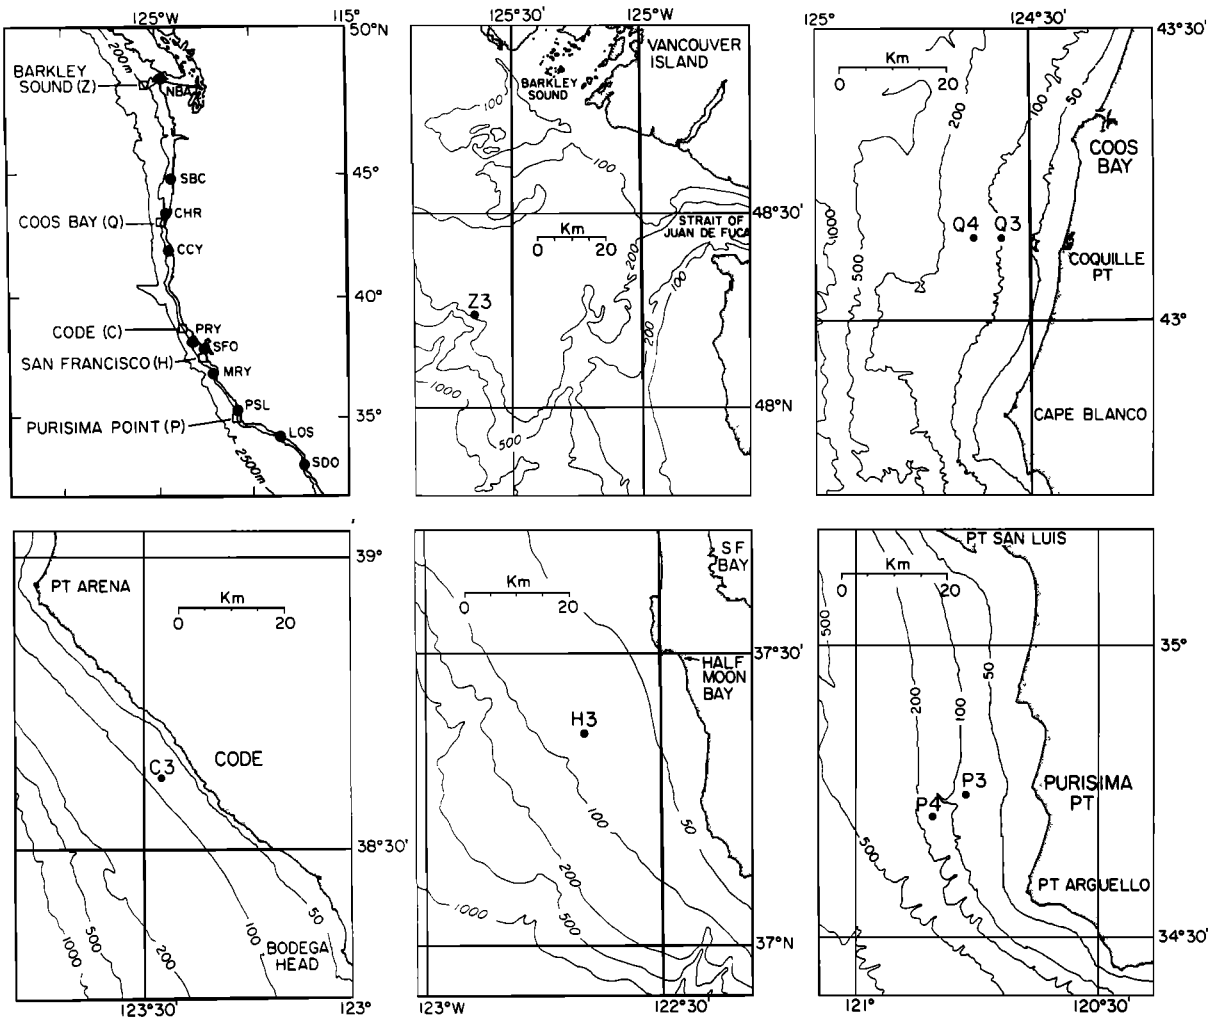 125°W
115°
50°N
200m
BARKLEY
SOUND (Z)
NBA
45°
SBC
CHR
COOS BAY (Q)
CCY
40°
CODE (C)
PRY
SFO
SAN FRANCISCO (H)
MRY
35°
PSL
PURISIMA POINT (P)
LOS
SDO
2500m
125°30'
125°W
VANCOUVER
ISLAND
BARKLEY
SOUND
100
100
48°30'
STRAIT OF
JUAN DE FUCA
Km
0
20
200
100
Z3
200
1000
48°N
500
125°
124°30'
43°30'
Km
0
20
200
100
50
COOS
BAY
1000
500
Q4
Q3
COQUILLE
PT
43°
CAPE BLANCO
39°
PT ARENA
Km
0
20
CODE
C3
38°30'
50
100
BODEGA
HEAD
200
500
1000
123°30'
123°
S F
BAY
Km
0
20
37°30'
HALF
MOON
BAY
H3
50
100
200
1000
500
37°N
123°W
122°30'
PT SAN LUIS
Km
0
20
500
35°
50
200
100
PURISIMA
PT
P3
P4
500
PT ARGUELLO
34°30'
121°
120°30'